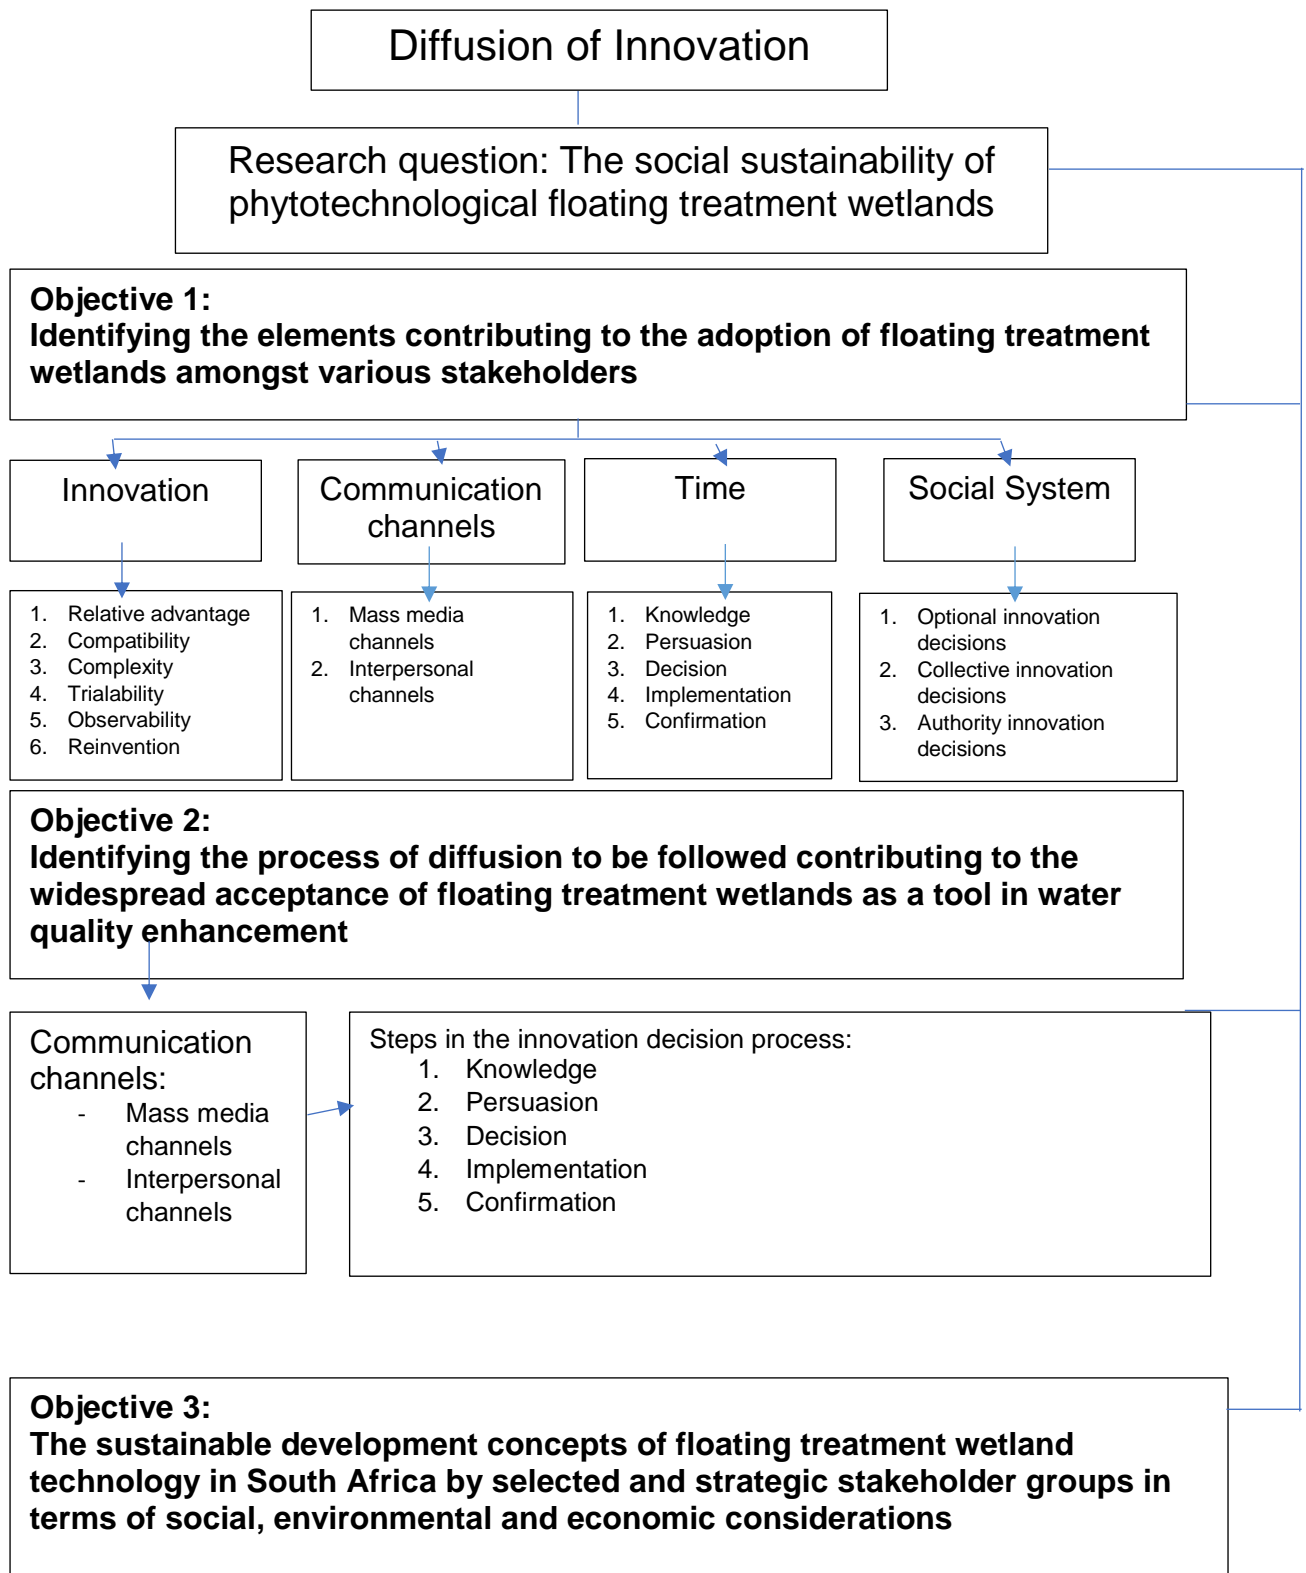 Diffusion of Innovation
Research question: The social sustainability of
phytotechnological floating treatment wetlands
Objective 1:
Identifying the elements contributing to the adoption of floating treatment
wetlands amongst various stakeholders
Innovation
Communication
channels
Time
Social System
1. Relative advantage
2. Compatibility
3. Complexity
4. Trialability
5. Observability
6. Reinvention
1. Mass media
channels
2. Interpersonal
channels
1. Knowledge
2. Persuasion
3. Decision
4. Implementation
5. Confirmation
1. Optional innovation
decisions
2. Collective innovation
decisions
3. Authority innovation
decisions
Objective 2:
Identifying the process of diffusion to be followed contributing to the
widespread acceptance of floating treatment wetlands as a tool in water
quality enhancement
Communication
channels:
- Mass media
channels
- Interpersonal
channels
Steps in the innovation decision process:
1. Knowledge
2. Persuasion
3. Decision
4. Implementation
5. Confirmation
Objective 3:
The sustainable development concepts of floating treatment wetland
technology in South Africa by selected and strategic stakeholder groups in
terms of social, environmental and economic considerations